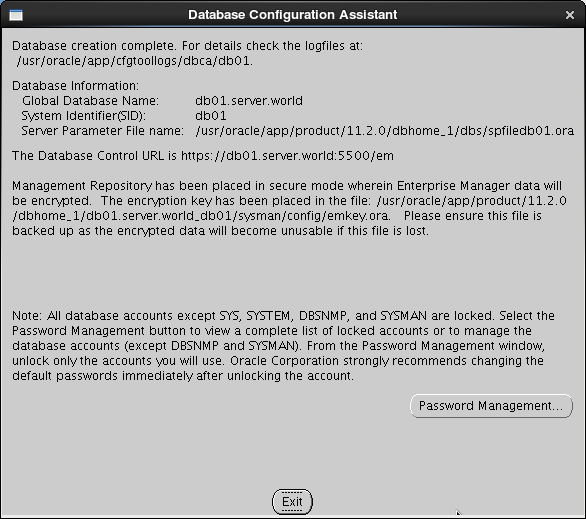 Database Configuration Assistant
Database creation complete. For details check the logfiles at:
/usr/oracle/app/cfgtoollogs/dbca/db01.
Database Information:
Global Database Name: db01.server.world
System Identifier(SID): db01
Server Parameter File name: /usr/oracle/app/product/11.2.0/dbhome_1/dbs/spfiledb01.ora
The Database Control URL is https://db01.server.world:5500/em
Management Repository has been placed in secure mode wherein Enterprise Manager data will
be encrypted. The encryption key has been placed in the file: /usr/oracle/app/product/11.2.0
/dbhome_1/db01.server.world_db01/sysman/config/emkey.ora. Please ensure this file is
backed up as the encrypted data will become unusable if this file is lost.
Note: All database accounts except SYS, SYSTEM, DBSNMP, and SYSMAN are locked. Select the
Password Management button to view a complete list of locked accounts or to manage the
database accounts (except DBSNMP and SYSMAN). From the Password Management window,
unlock only the accounts you will use. Oracle Corporation strongly recommends changing the
default passwords immediately after unlocking the account.
Password Management...
Exit